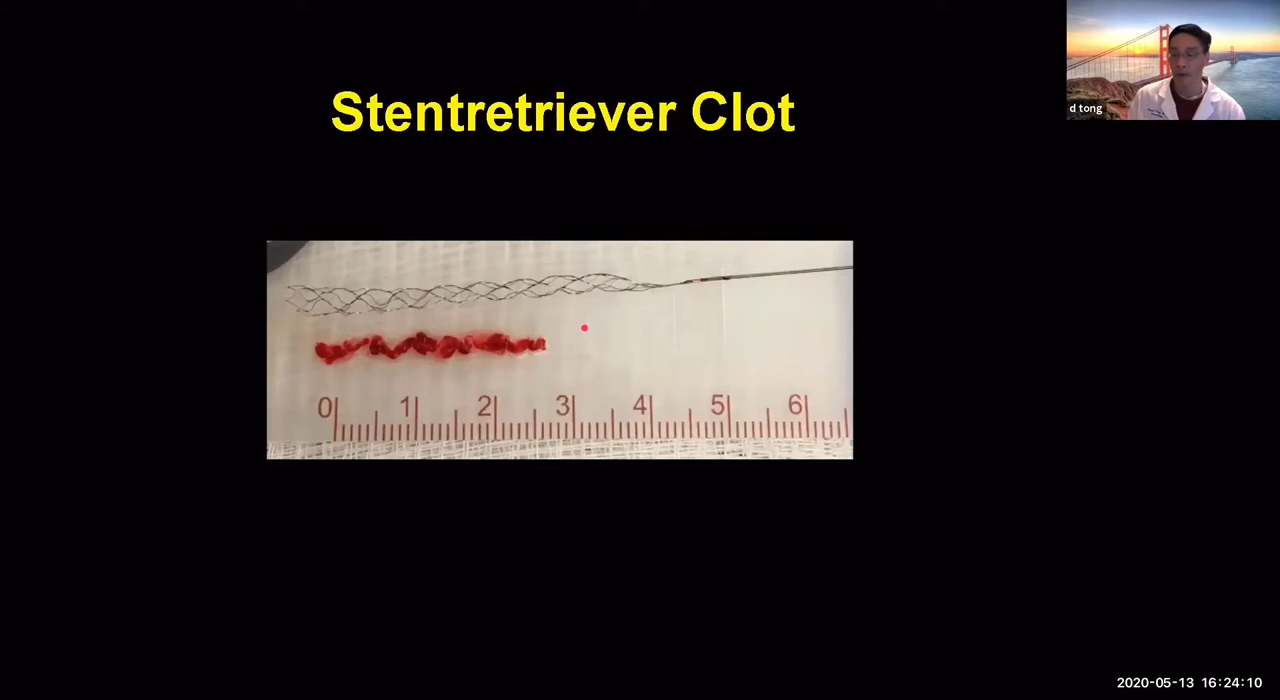 Stentretriever Clot
d tong
0 1 2 3 4 5 6
2020-05-13 16:24:10